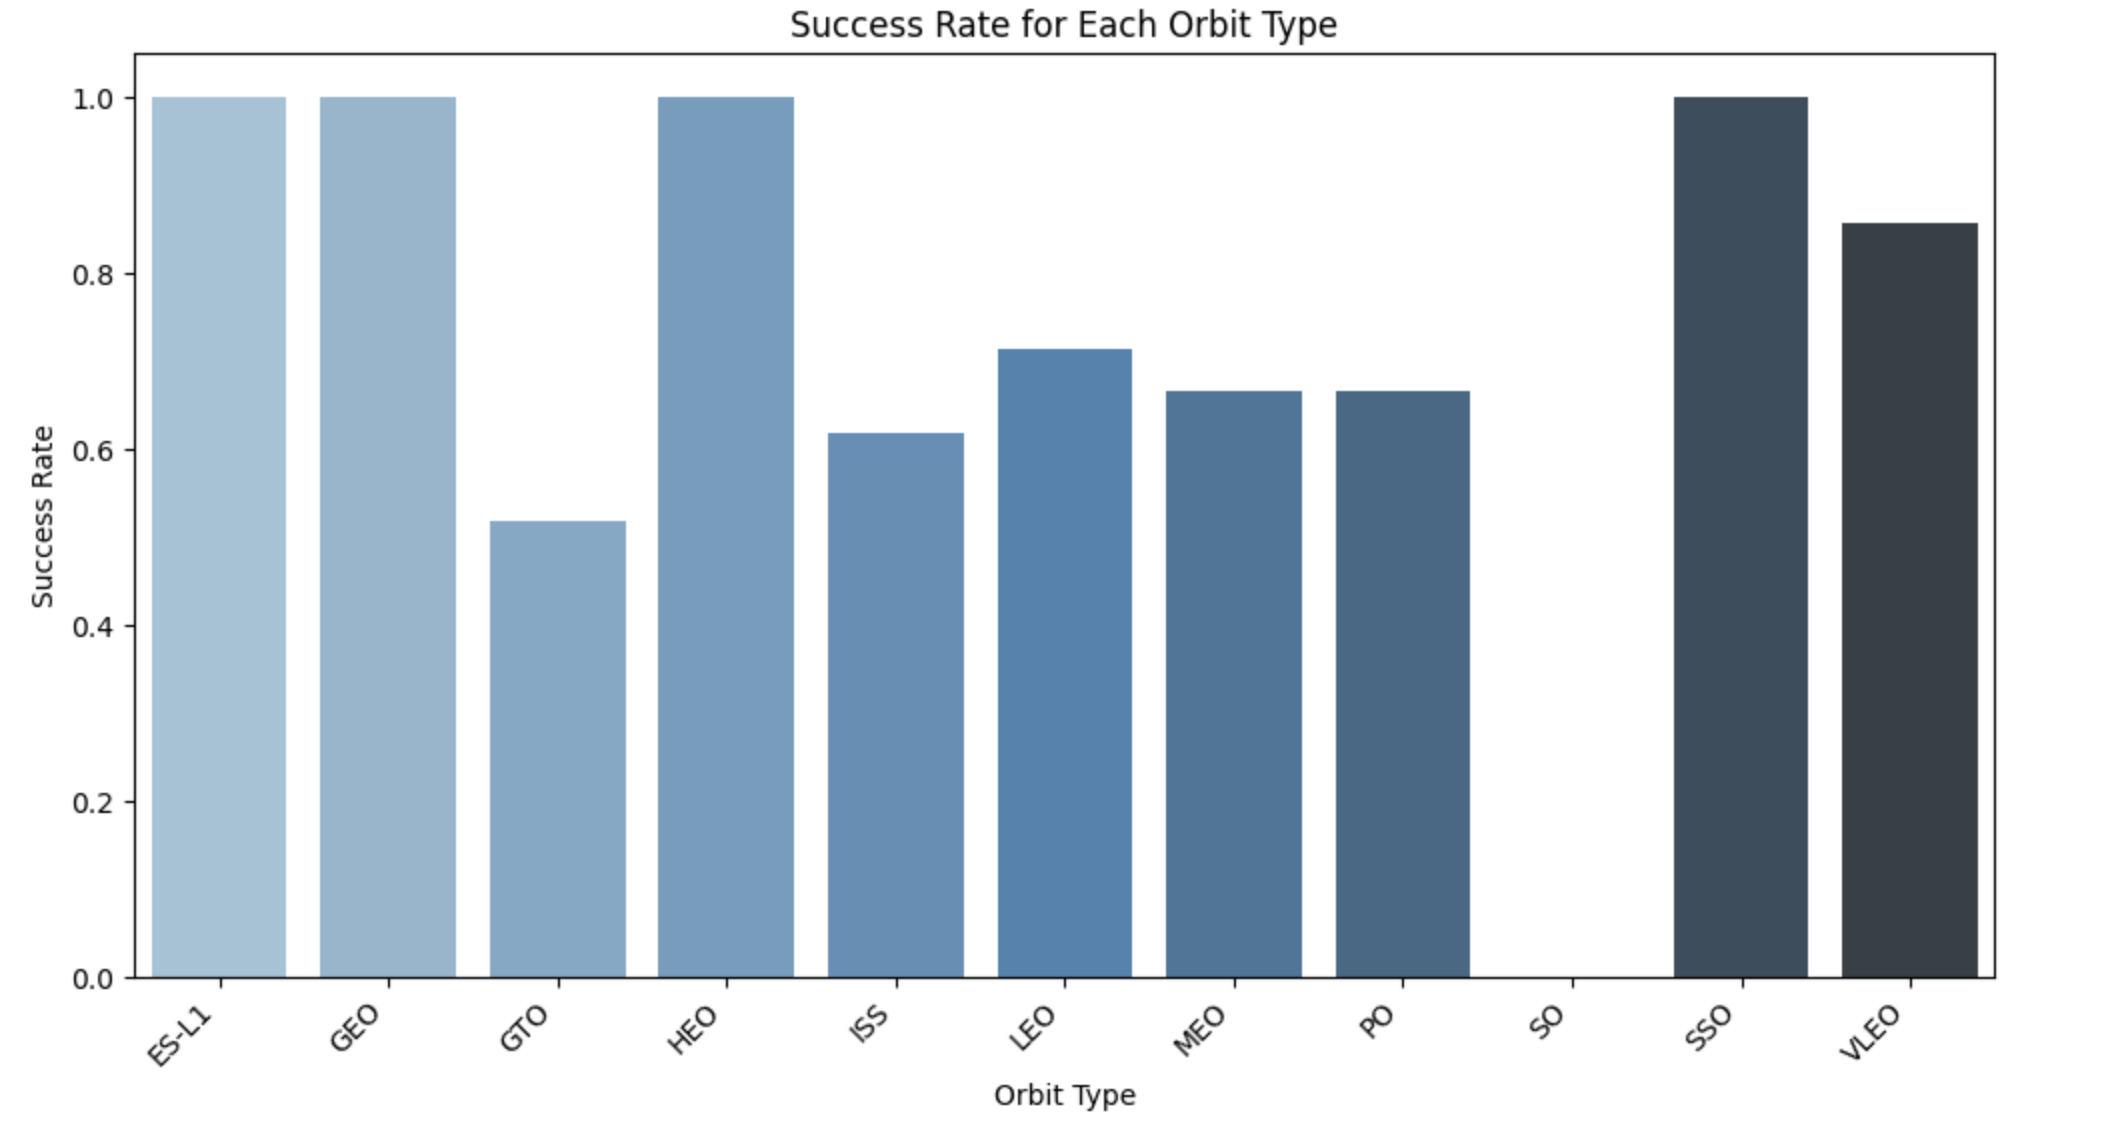 Success Rate for Each Orbit Type
Success Rate
1.0
0.8
0.6
0.4
0.2
0.0
ES-L1
GEO
GTO
HEO
ISS
LEO
MEO
PO
SO
SSO
VLEO
Orbit Type